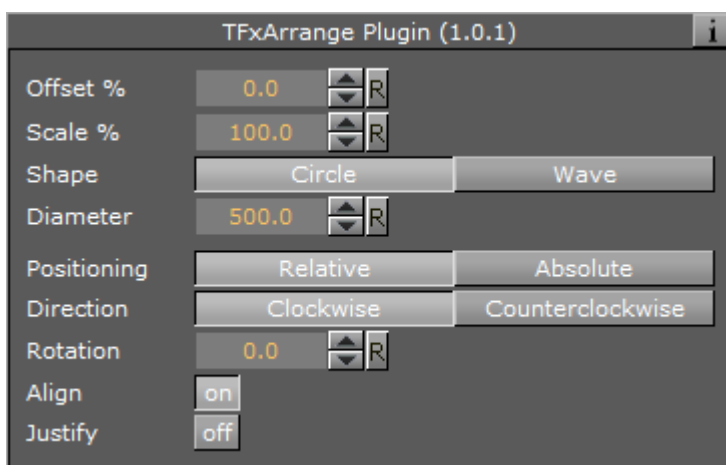 TFxArrange Plugin (1.0.1) i
Offset % 0.0 R
Scale % 100.0 R
Shape Circle Wave
Diameter 500.0 R
Positioning Relative Absolute
Direction Clockwise Counterclockwise
Rotation 0.0 R
Align on
Justify off